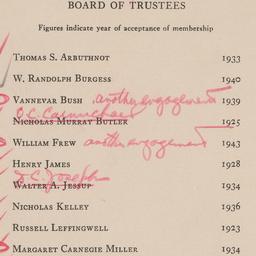 BOARD OF TRUSTEES
Figures indicate year of acceptance of membership
THOMAS S. ARBUTHNOT 1933
W. RANDOLPH BURGESS 1940
VANNEVAR BUSH another engagement 1939
O.C. Carmichael
NICHOLAS MURRAY BUTLER 1925
WILLIAM FREW another engagement 1943
HENRY JAMES 1928
D.C. Josephs
WALTER A. JESSUP 1934
NICHOLAS KELLEY 1936
RUSSELL LEFFINGWELL 1923
MARGARET CARNEGIE MILLER 1934